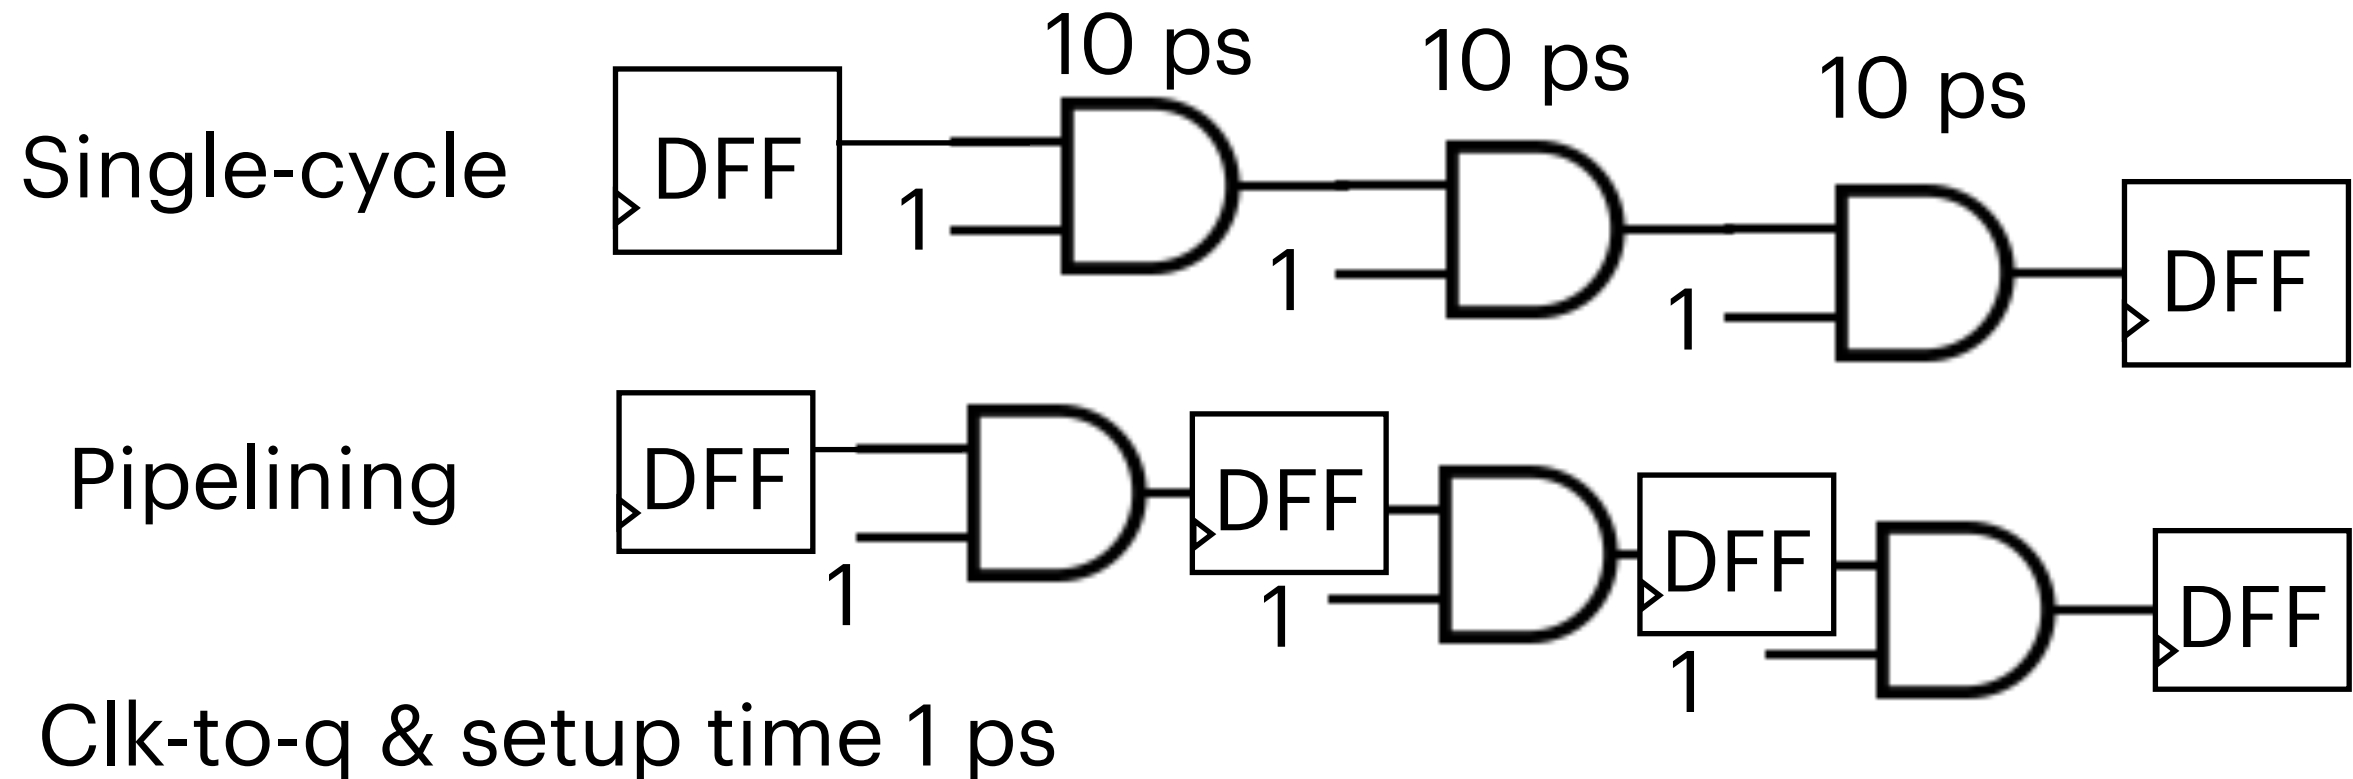 10 ps 10 ps 10 ps
Single-cycle DFF DFF
1 1 1
Pipelining DFF DFF DFF DFF
1 1 1
Clk-to-q & setup time 1 ps